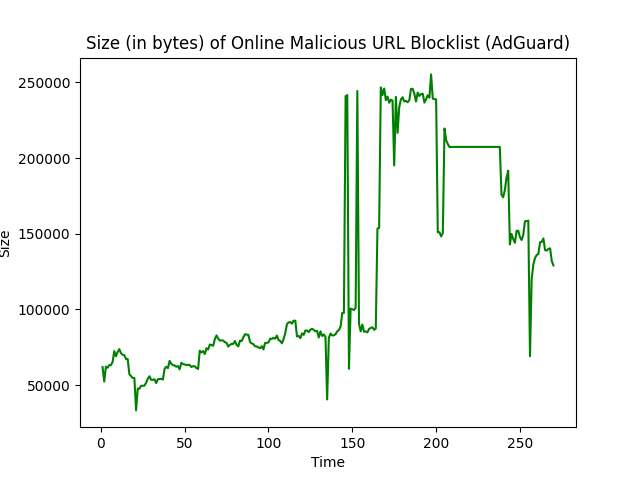 Size (in bytes) of Online Malicious URL Blocklist (AdGuard)
250000
200000
150000
100000
50000
Size
0 50 100 150 200 250
Time